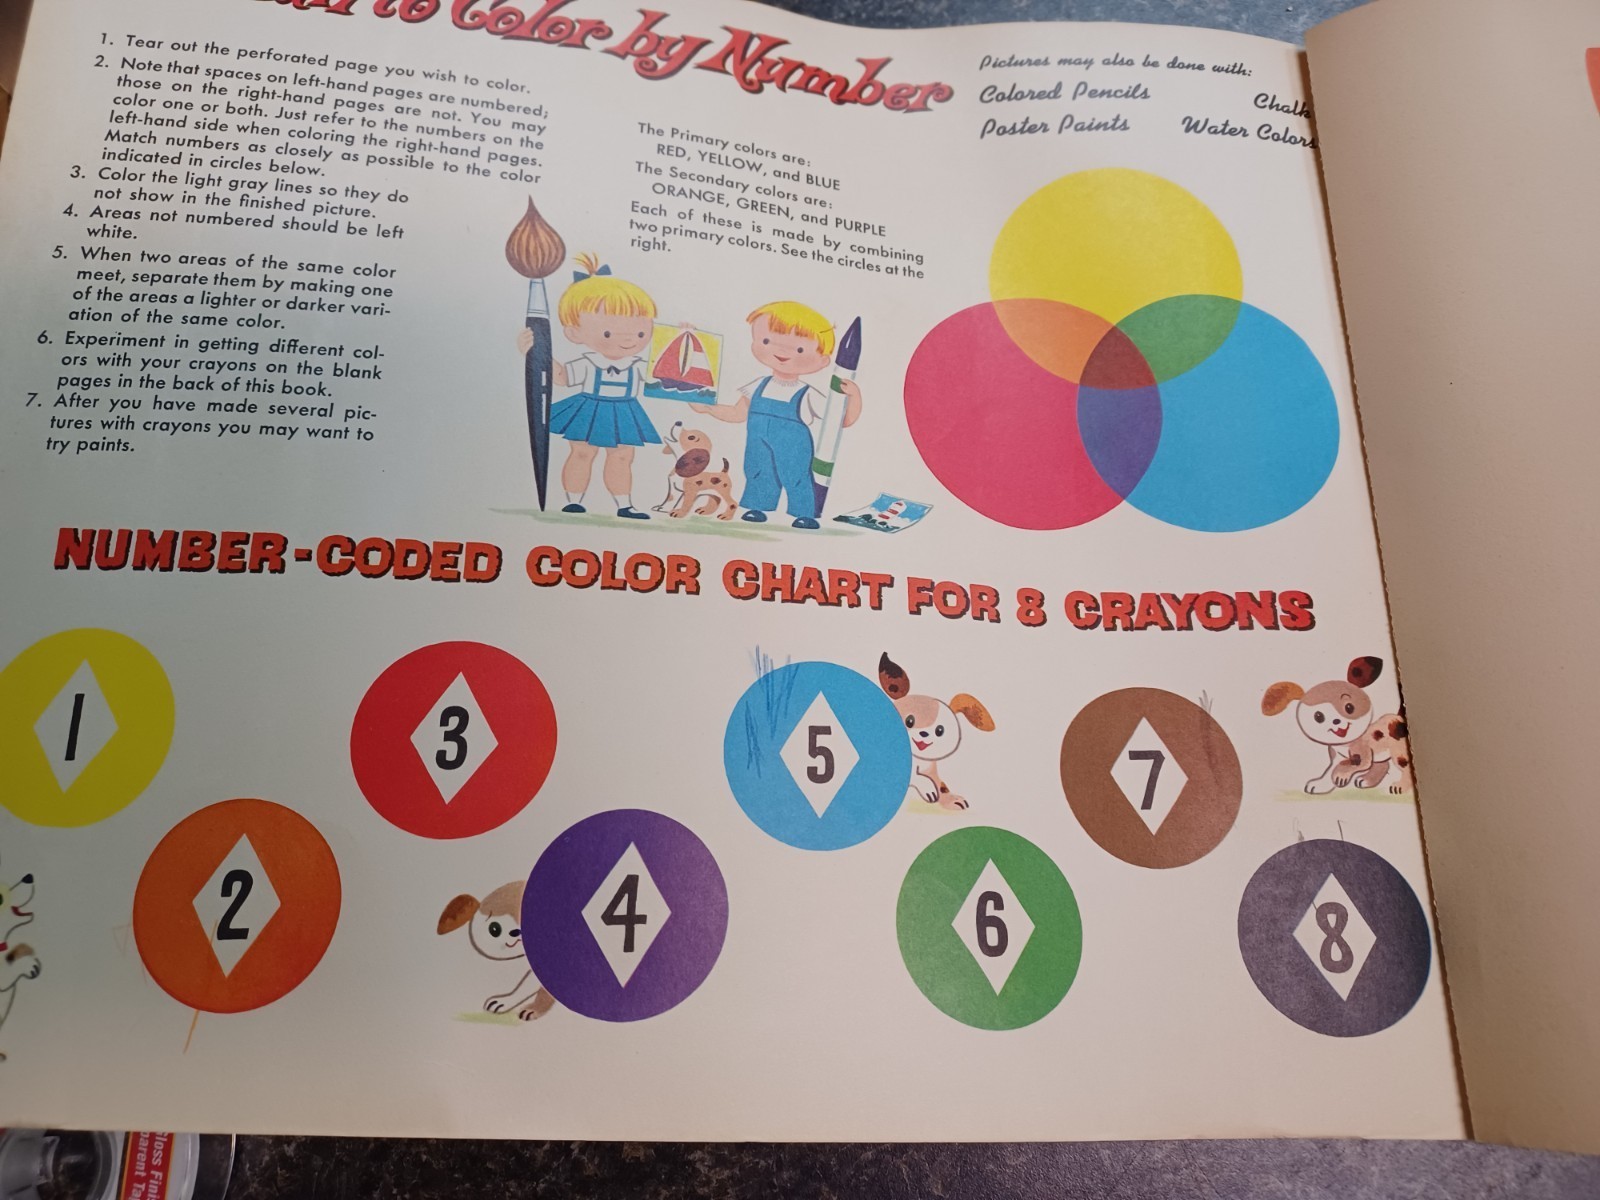 to Color by Number
1. Tear out the perforated page you wish to color.
2. Note that spaces on left-hand pages are numbered;
those on the right-hand pages are not. You may
color one or both. Just refer to the numbers on the
left-hand side when coloring the right-hand pages.
Match numbers as closely as possible to the color
indicated in circles below.
3. Color the light gray lines so they do
not show in the finished picture.
4. Areas not numbered should be left
white.
5. When two areas of the same color
meet, separate them by making one
of the areas a lighter or darker vari-
ation of the same color.
6. Experiment in getting different col-
ors with your crayons on the blank
pages in the back of this book.
7. After you have made several pic-
tures with crayons you may want to
try paints.
The Primary colors are:
RED, YELLOW, and BLUE
The Secondary colors are:
ORANGE, GREEN, and PURPLE
Each of these is made by combining
two primary colors. See the circles at the
right.
Pictures may also be done with:
Colored Pencils Chalk
Poster Paints Water Colors
NUMBER-CODED COLOR CHART FOR 8 CRAYONS
1
3
5
7
2
4
6
8